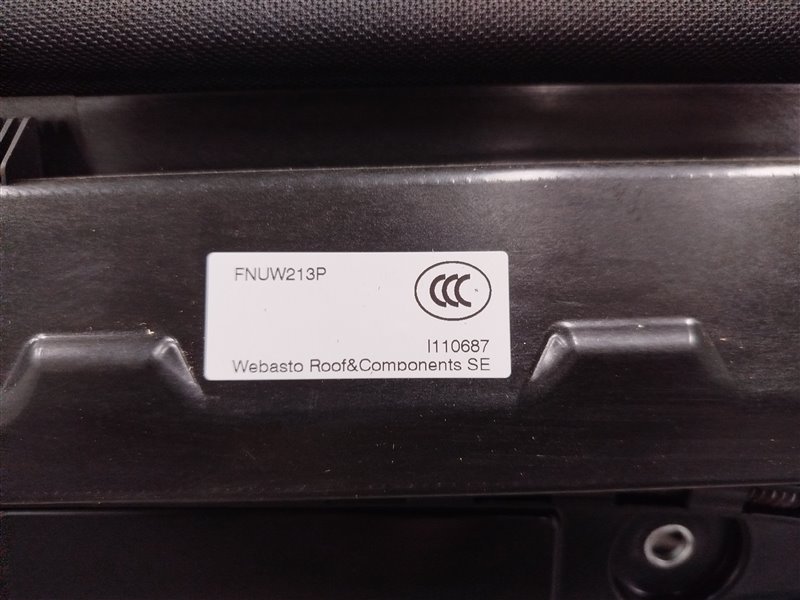 FNUW213P
CCC
I110687
Webasto Roof&Components SE